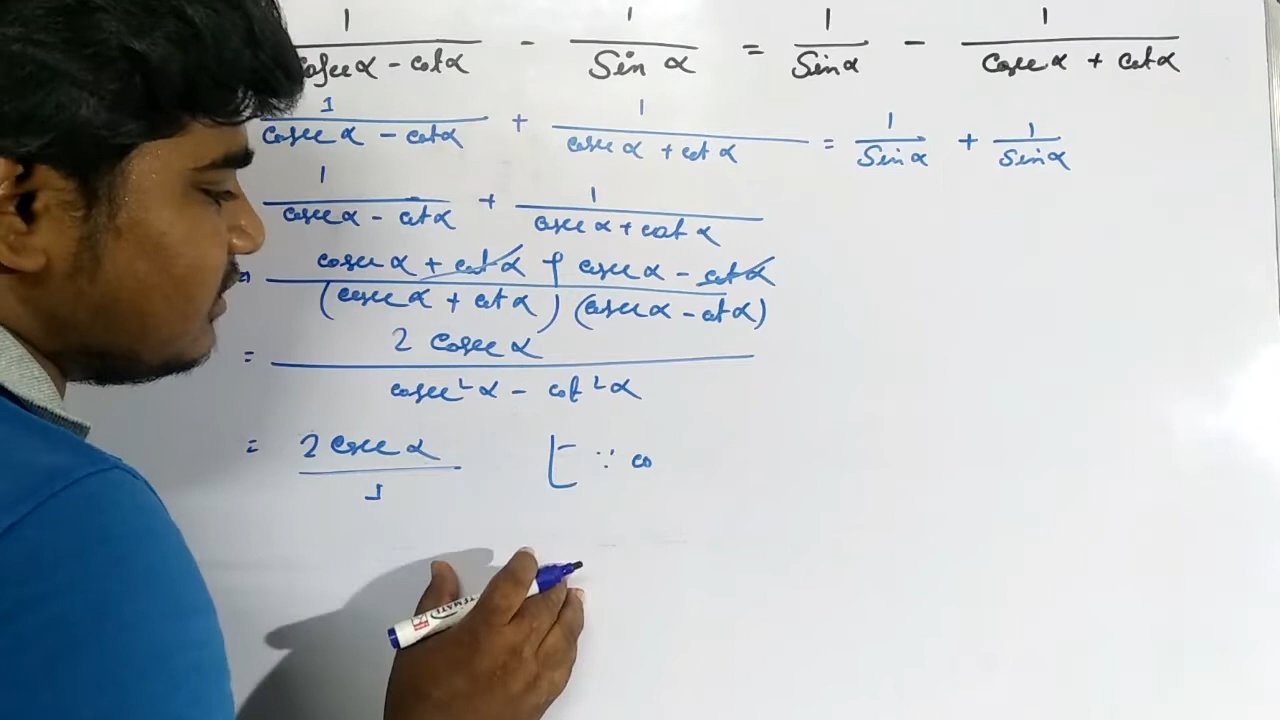 1/(cosec α - cot α) - 1/(Sin α) = 1/(Sin α) - 1/(cosec α + cot α)
1/(cosec α - cot α) + 1/(cosec α + cot α) = 1/(Sin α) + 1/(Sin α)
1/(cosec α - cot α) + 1/(cosec α + cot α)
= (cosec α + cot α + cosec α - cot α)/((cosec α + cot α)(cosec α - cot α))
= (2 cosec α)/(cosec²α - cot²α)
= (2 cosec α)/1 [∵ co